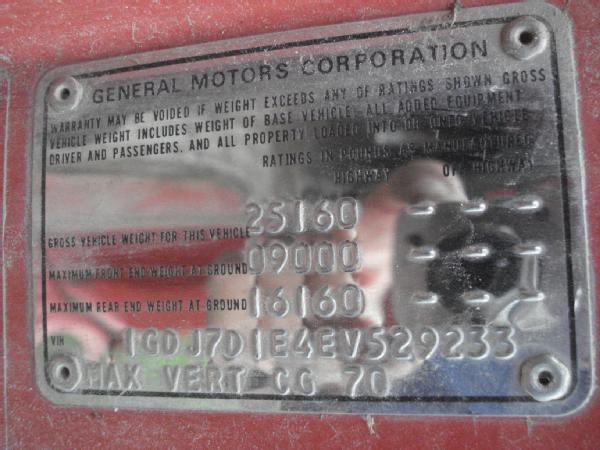 GENERAL MOTORS CORPORATION
WARRANTY MAY BE VOIDED IF WEIGHT EXCEEDS ANY OF RATINGS SHOWN GROSS
VEHICLE WEIGHT INCLUDES WEIGHT OF BASE VEHICLE, ALL ADDED EQUIPMENT,
DRIVER AND PASSENGERS, AND ALL PROPERTY LOADED INTO OR ONTO VEHICLE
RATINGS IN POUNDS AS MANUFACTURED
HIGHWAY OFF HIGHWAY
GROSS VEHICLE WEIGHT FOR THIS VEHICLE 25160 - - -
MAXIMUM FRONT END WEIGHT AT GROUND 09000 - - -
MAXIMUM REAR END WEIGHT AT GROUND 16160 - - -
VIN 1GDJ7D1E4EV529233
MAX VERT CG 70